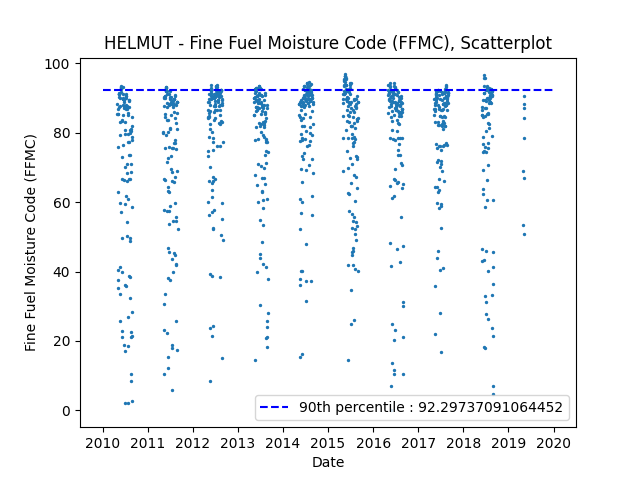 HELMUT - Fine Fuel Moisture Code (FFMC), Scatterplot
100
80
60
40
20
0
Fine Fuel Moisture Code (FFMC)
90th percentile : 92.29737091064452
2010 2011 2012 2013 2014 2015 2016 2017 2018 2019 2020
Date